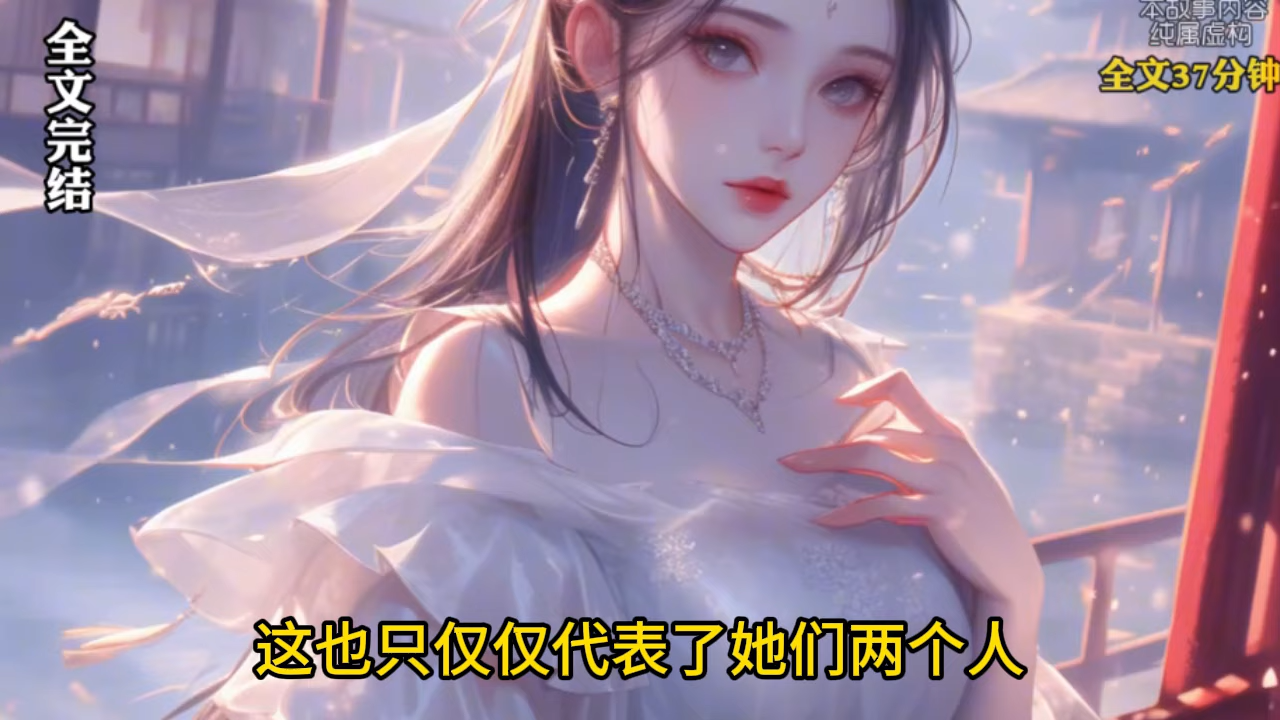 全文完结
本故事内容
纯属虚构
全文37分钟
这也只仅仅代表了她们两个人